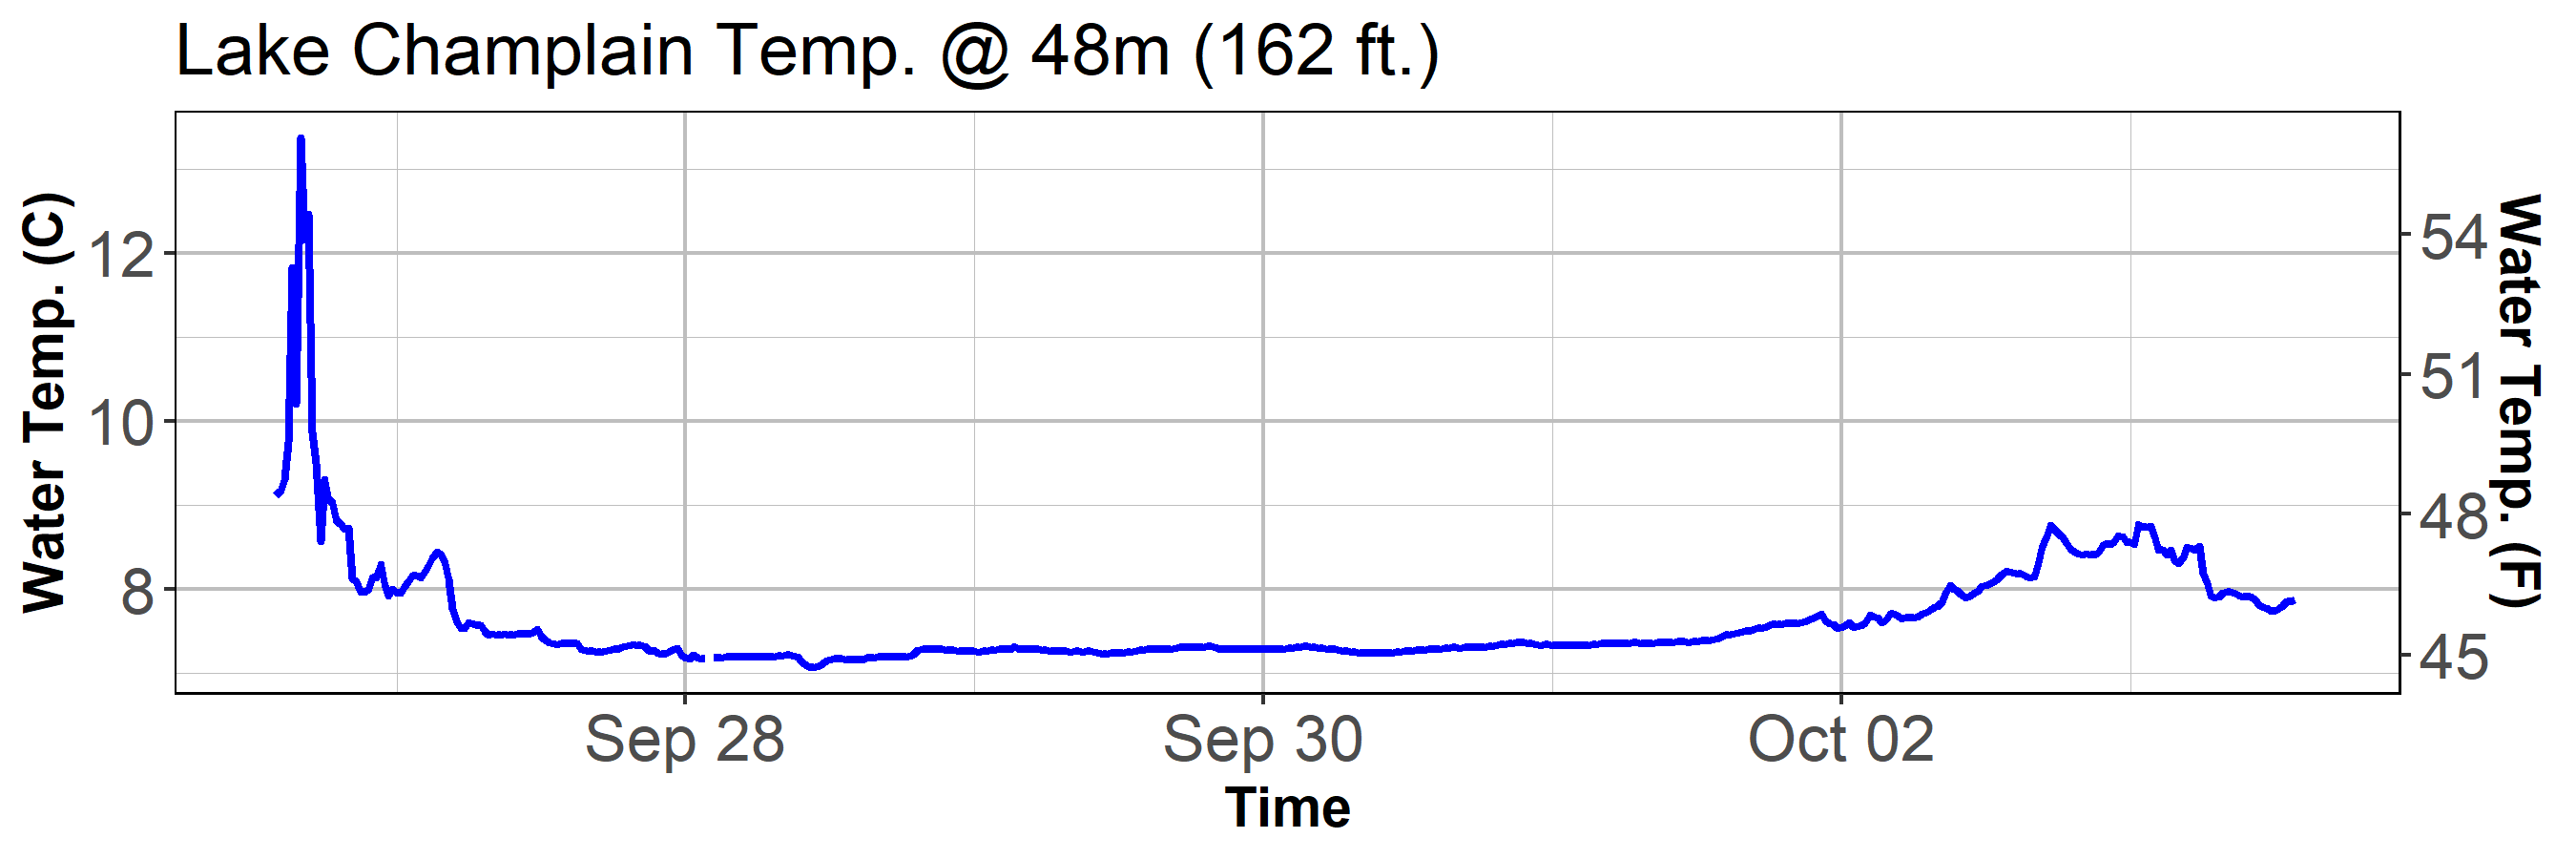 Lake Champlain Temp. @ 48m (162 ft.)
Water Temp. (C)
12
10
8
54
51
48
45
Water Temp. (F)
Sep 28
Sep 30
Oct 02
Time